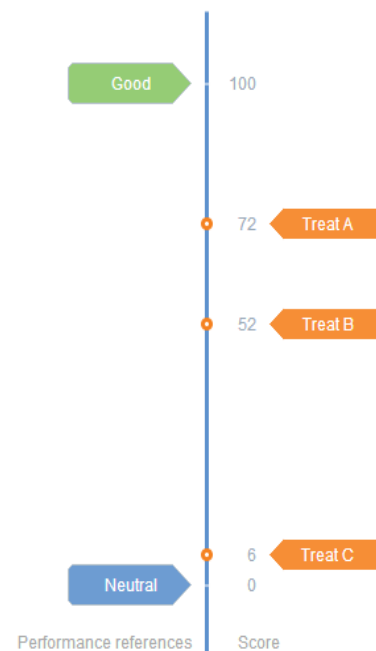 Good 100
72 Treat A
52 Treat B
6 Treat C
Neutral 0
Performance references Score